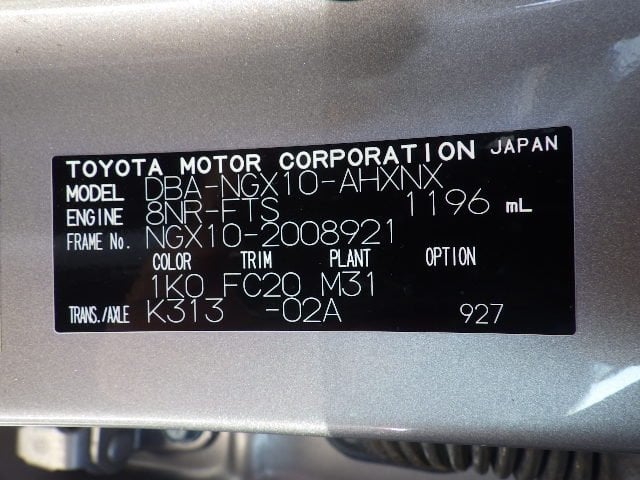 TOYOTA MOTOR CORPORATION JAPAN
MODEL DBA-NGX10-AHXNX
ENGINE 8NR-FTS 1196 mL
FRAME No. NGX10-2008921
COLOR TRIM PLANT OPTION
1K0 FC20 M31
TRANS./AXLE K313 -02A 927